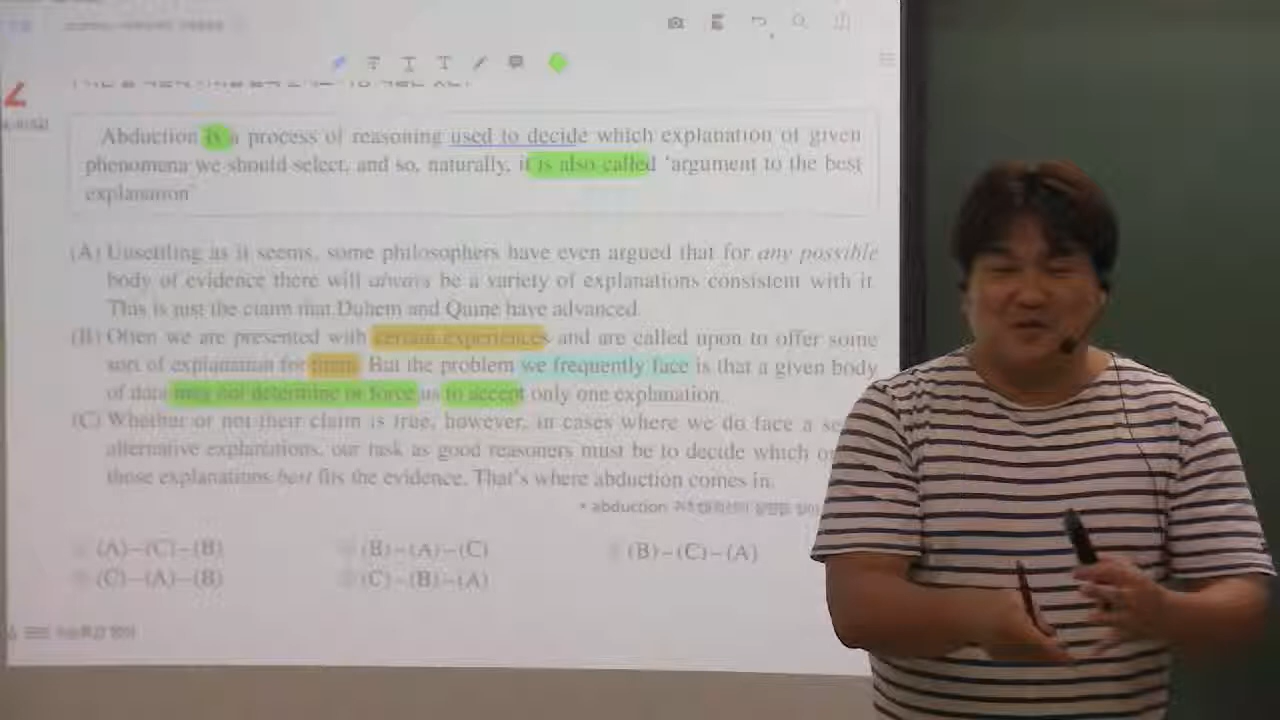 Abduction is a process of reasoning used to decide which explanation of given
phenomena we should select, and so, naturally, it is also called 'argument to the best
explanation'
(A) Unsettling as it seems, some philosophers have even argued that for any possible
body of evidence there will always be a variety of explanations consistent with it.
This is just the claim that Duhem and Quine have advanced.
(B) Often we are presented with certain experiences and are called upon to offer some
sort of explanation for them. But the problem we frequently face is that a given body
of data may not determine or force us to accept only one explanation.
(C) Whether or not their claim is true, however, in cases where we do face a
alternative explanations, our task as good reasoners must be to decide which
those explanations best fits the evidence. That's where abduction comes in.
* abduction
(A)-(C)-(B) (B)-(A)-(C) (B)-(C)-(A)
(C)-(A)-(B) (C)-(B)-(A)